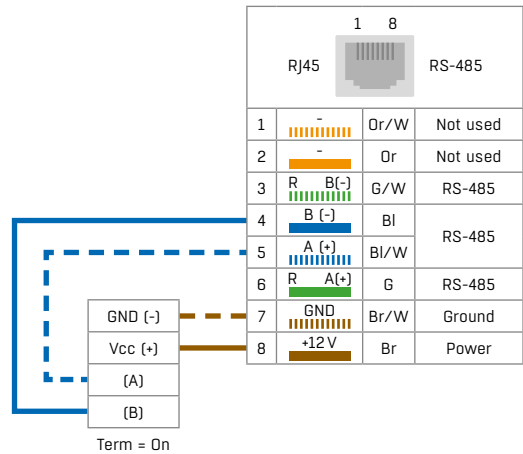 1 8
RJ45 RS-485
1 - Or/W Not used
2 - Or Not used
3 R B(-) G/W RS-485
4 B (-) Bl RS-485
5 A (+) Bl/W
6 R A(+) G RS-485
7 GND Br/W Ground
8 +12 V Br Power
GND (-)
Vcc (+)
(A)
(B)
Term = On